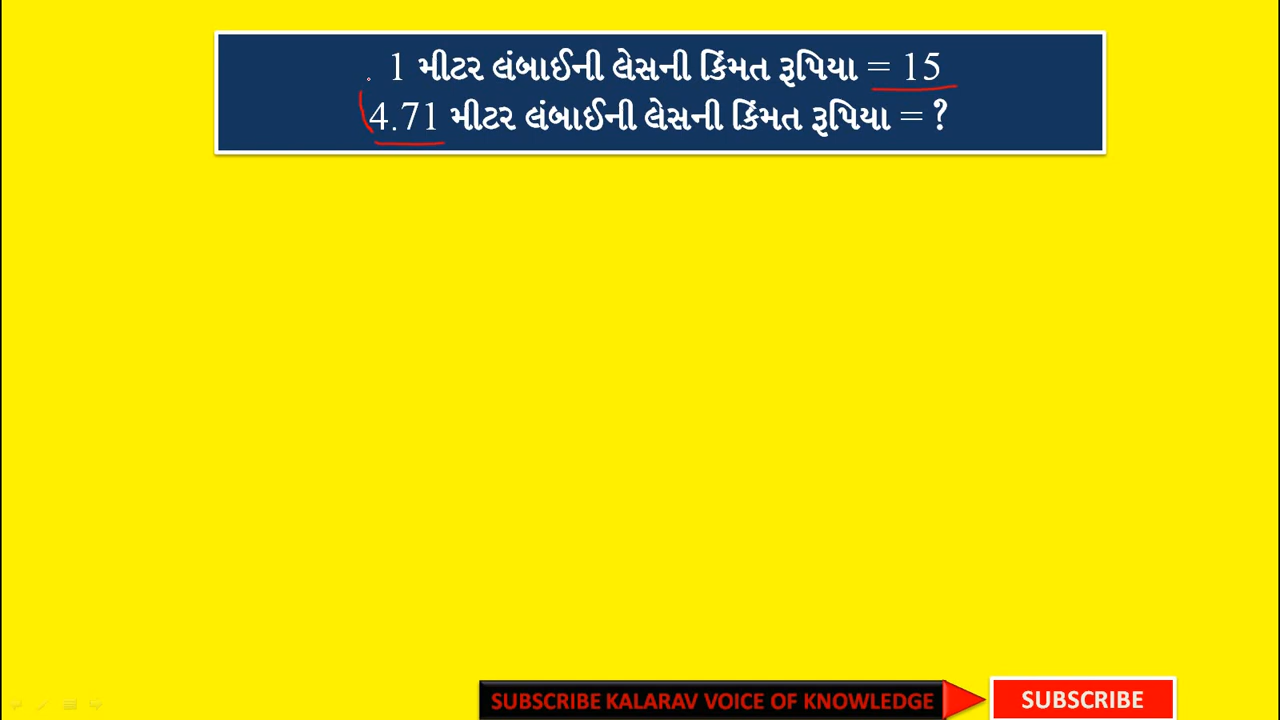 1 મીટર લંબાઈની લેસની કિંમત રૂપિયા = 15
4.71 મીટર લંબાઈની લેસની કિંમત રૂપિયા = ?
SUBSCRIBE KALARAV VOICE OF KNOWLEDGE
SUBSCRIBE